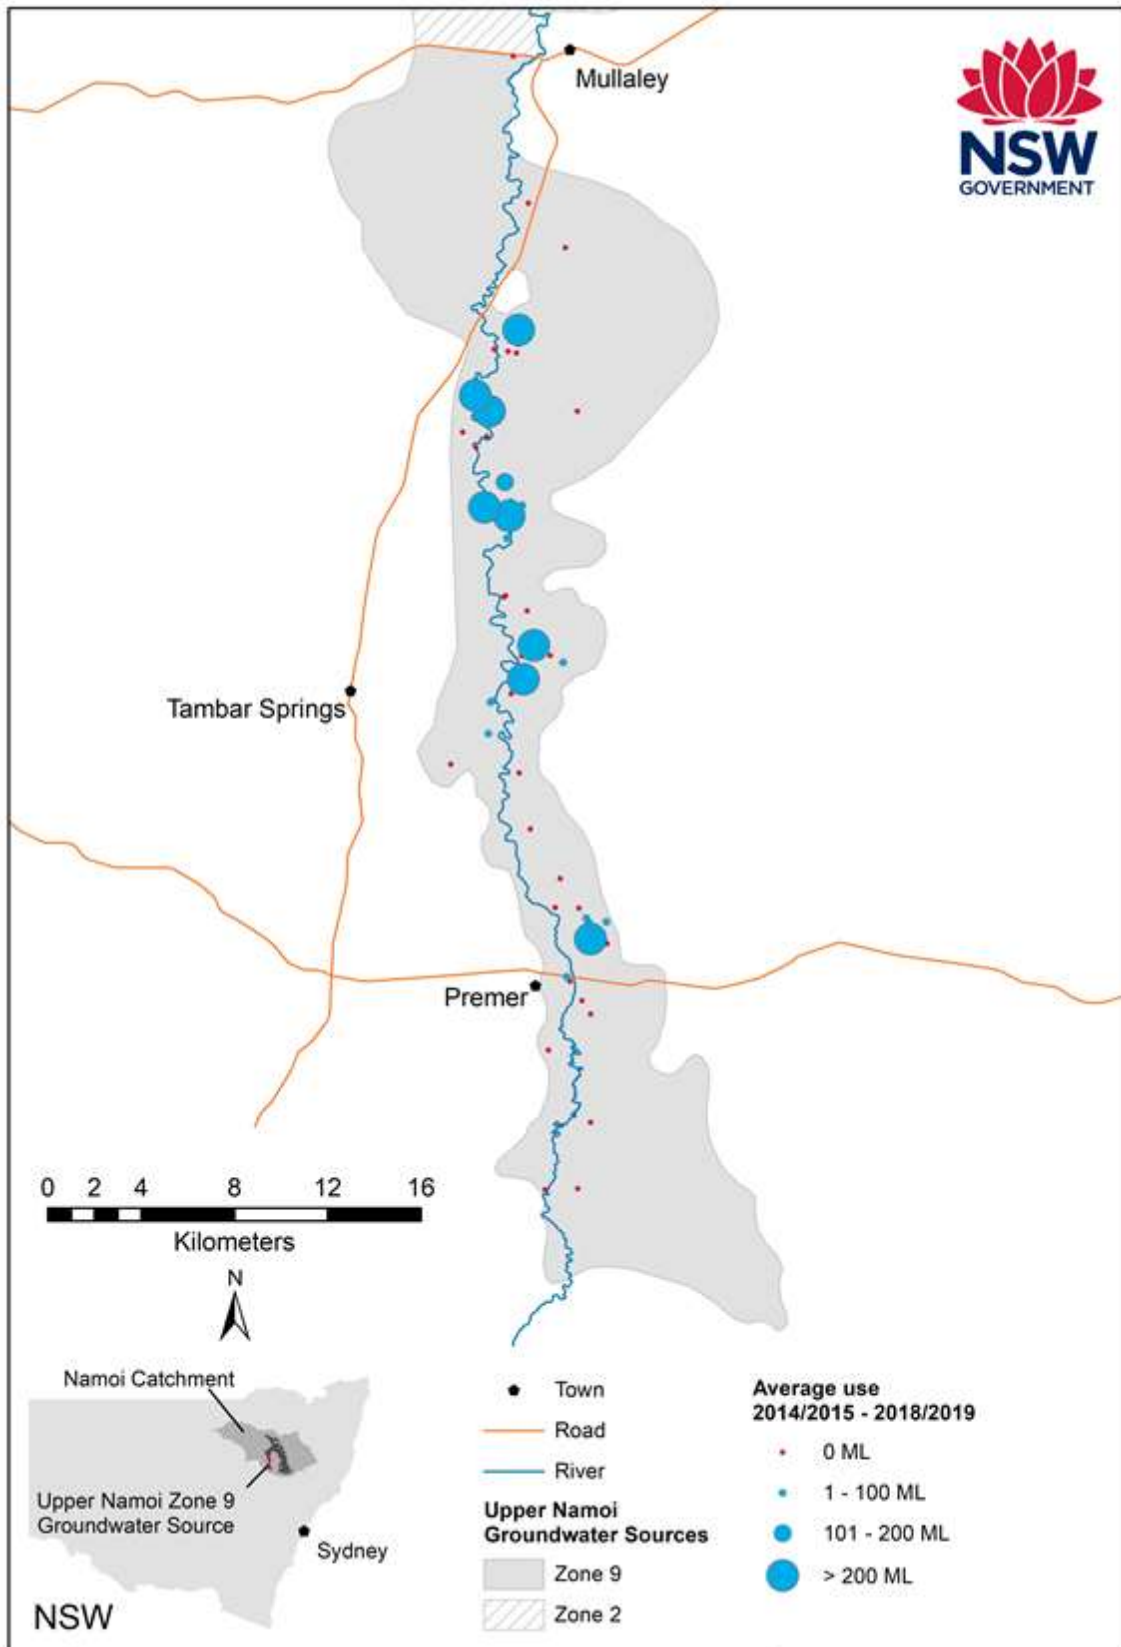 Mullaley
NSW
GOVERNMENT
Tambar Springs
Premer
0 2 4 8 12 16
Kilometers
N
Namoi Catchment
Upper Namoi Zone 9
Groundwater Source
Sydney
NSW
Town
Road
River
Upper Namoi
Groundwater Sources
Zone 9
Zone 2
Average use
2014/2015 - 2018/2019
0 ML
1 - 100 ML
101 - 200 ML
> 200 ML